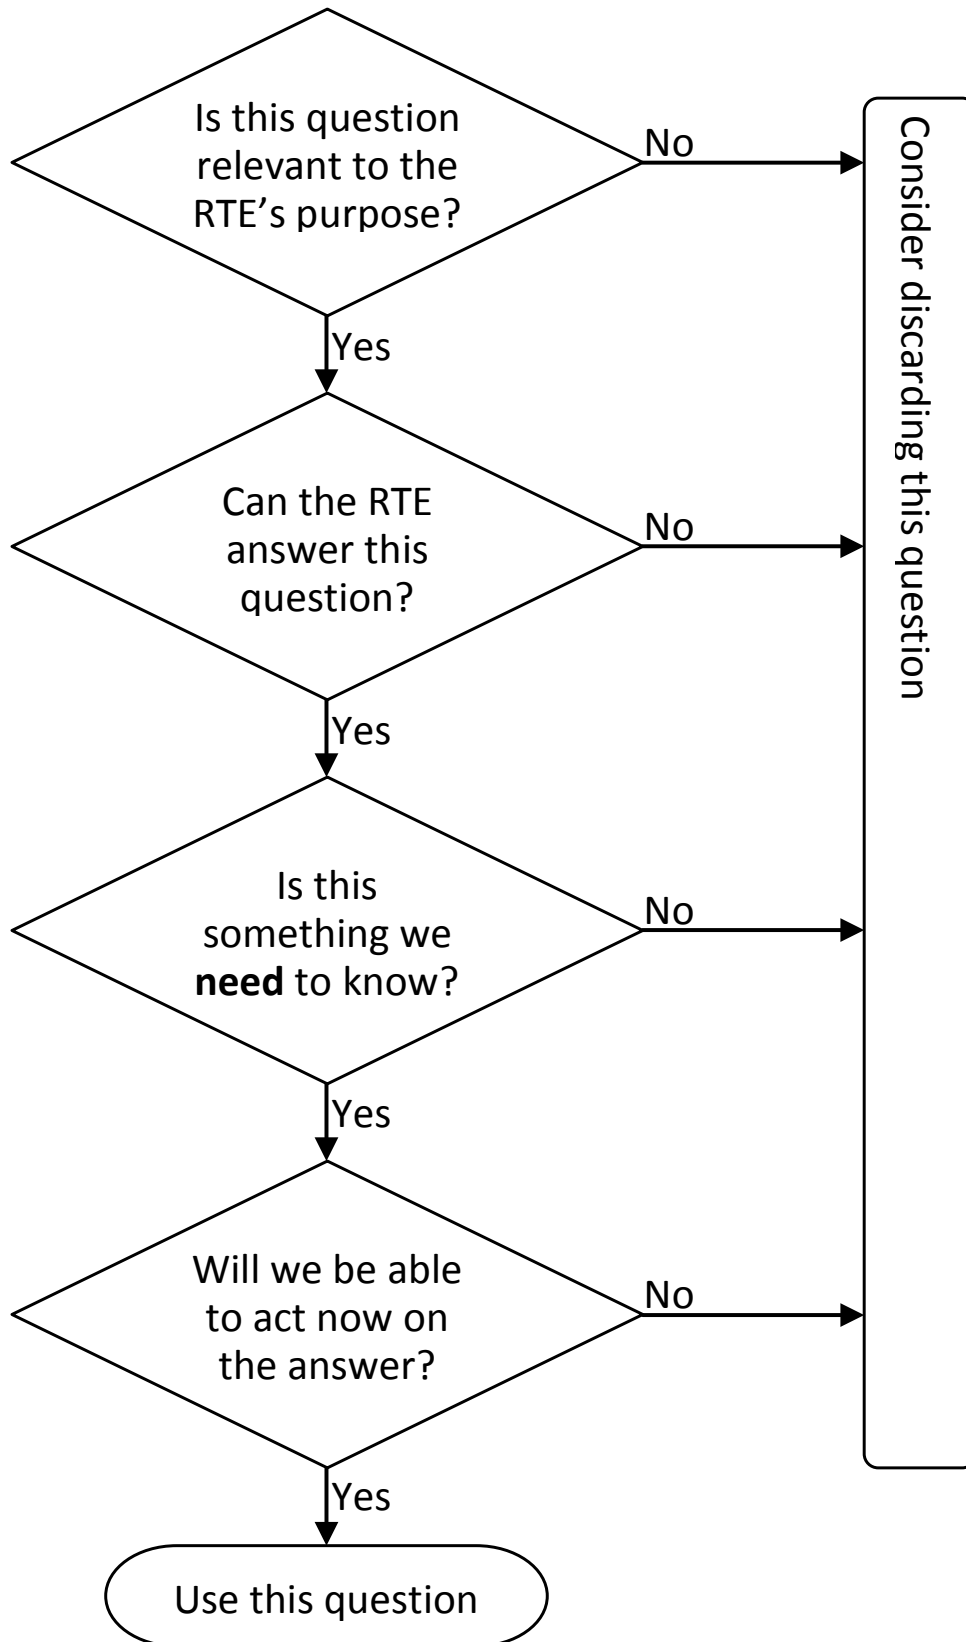 Is this question
relevant to the
RTE’s purpose?
No
Yes
Can the RTE
answer this
question?
No
Yes
Is this
something we
need to know?
No
Yes
Will we be able
to act now on
the answer?
No
Yes
Use this question
Consider discarding this question